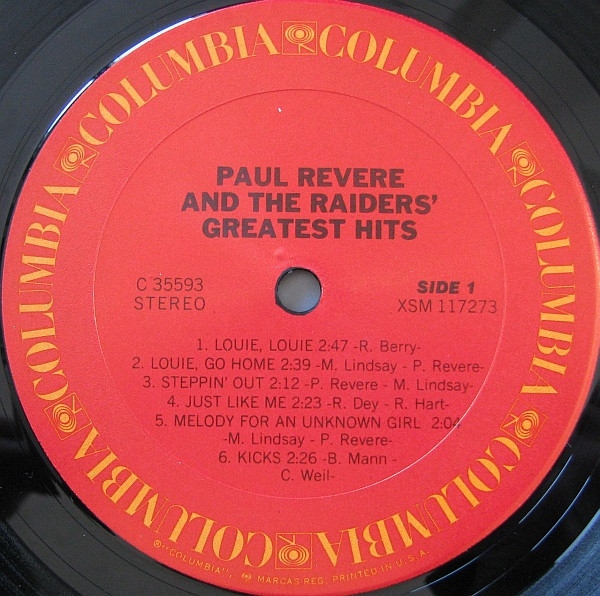 COLUMBIA COLUMBIA COLUMBIA COLUMBIA COLUMBIA COLUMBIA
PAUL REVERE
AND THE RAIDERS'
GREATEST HITS
C 35593
STEREO
SIDE 1
XSM 117273
1. LOUIE, LOUIE 2:47 -R. Berry-
2. LOUIE, GO HOME 2:39 -M. Lindsay - P. Revere-
3. STEPPIN' OUT 2:12 -P. Revere - M. Lindsay-
4. JUST LIKE ME 2:23 -R. Dey - R. Hart-
5. MELODY FOR AN UNKNOWN GIRL 2:04
-M. Lindsay - P. Revere-
6. KICKS 2:26 -B. Mann -
C. Weil-
®"COLUMBIA", Ⓜ MARCAS REG. PRINTED IN U.S.A.